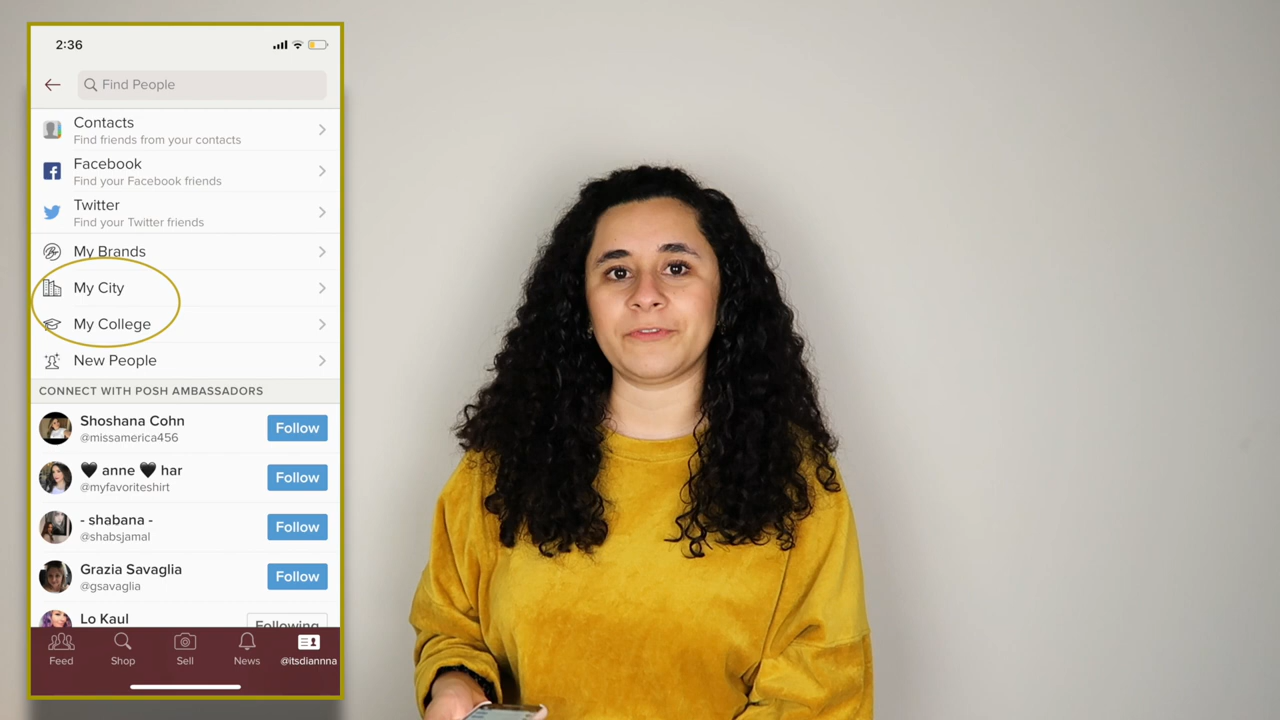 2:36
Find People
Contacts
Find friends from your contacts
Facebook
Find your Facebook friends
Twitter
Find your Twitter friends
My Brands
My City
My College
New People
CONNECT WITH POSH AMBASSADORS
Shoshana Cohn
@missamerica456
Follow
🖤 anne 🖤 har
@myfavoriteshirt
Follow
- shabana -
@shabsjamal
Follow
Grazia Savaglia
@gsavaglia
Follow
Lo Kaul
Following
Feed
Shop
Sell
News
@itsdiannna